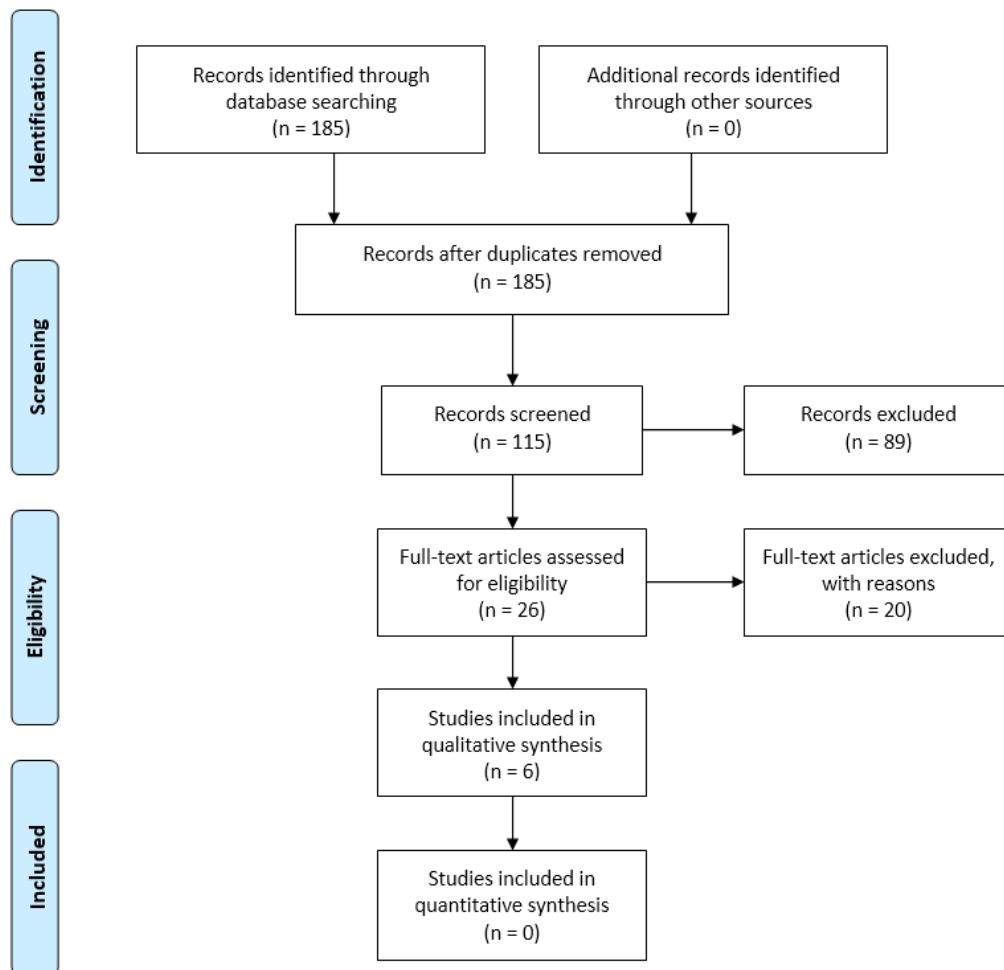 Identification
Records identified through
database searching
(n = 185)
Additional records identified
through other sources
(n = 0)
Records after duplicates removed
(n = 185)
Screening
Records screened
(n = 115)
Records excluded
(n = 89)
Eligibility
Full-text articles assessed
for eligibility
(n = 26)
Full-text articles excluded,
with reasons
(n = 20)
Studies included in
qualitative synthesis
(n = 6)
Included
Studies included in
quantitative synthesis
(n = 0)